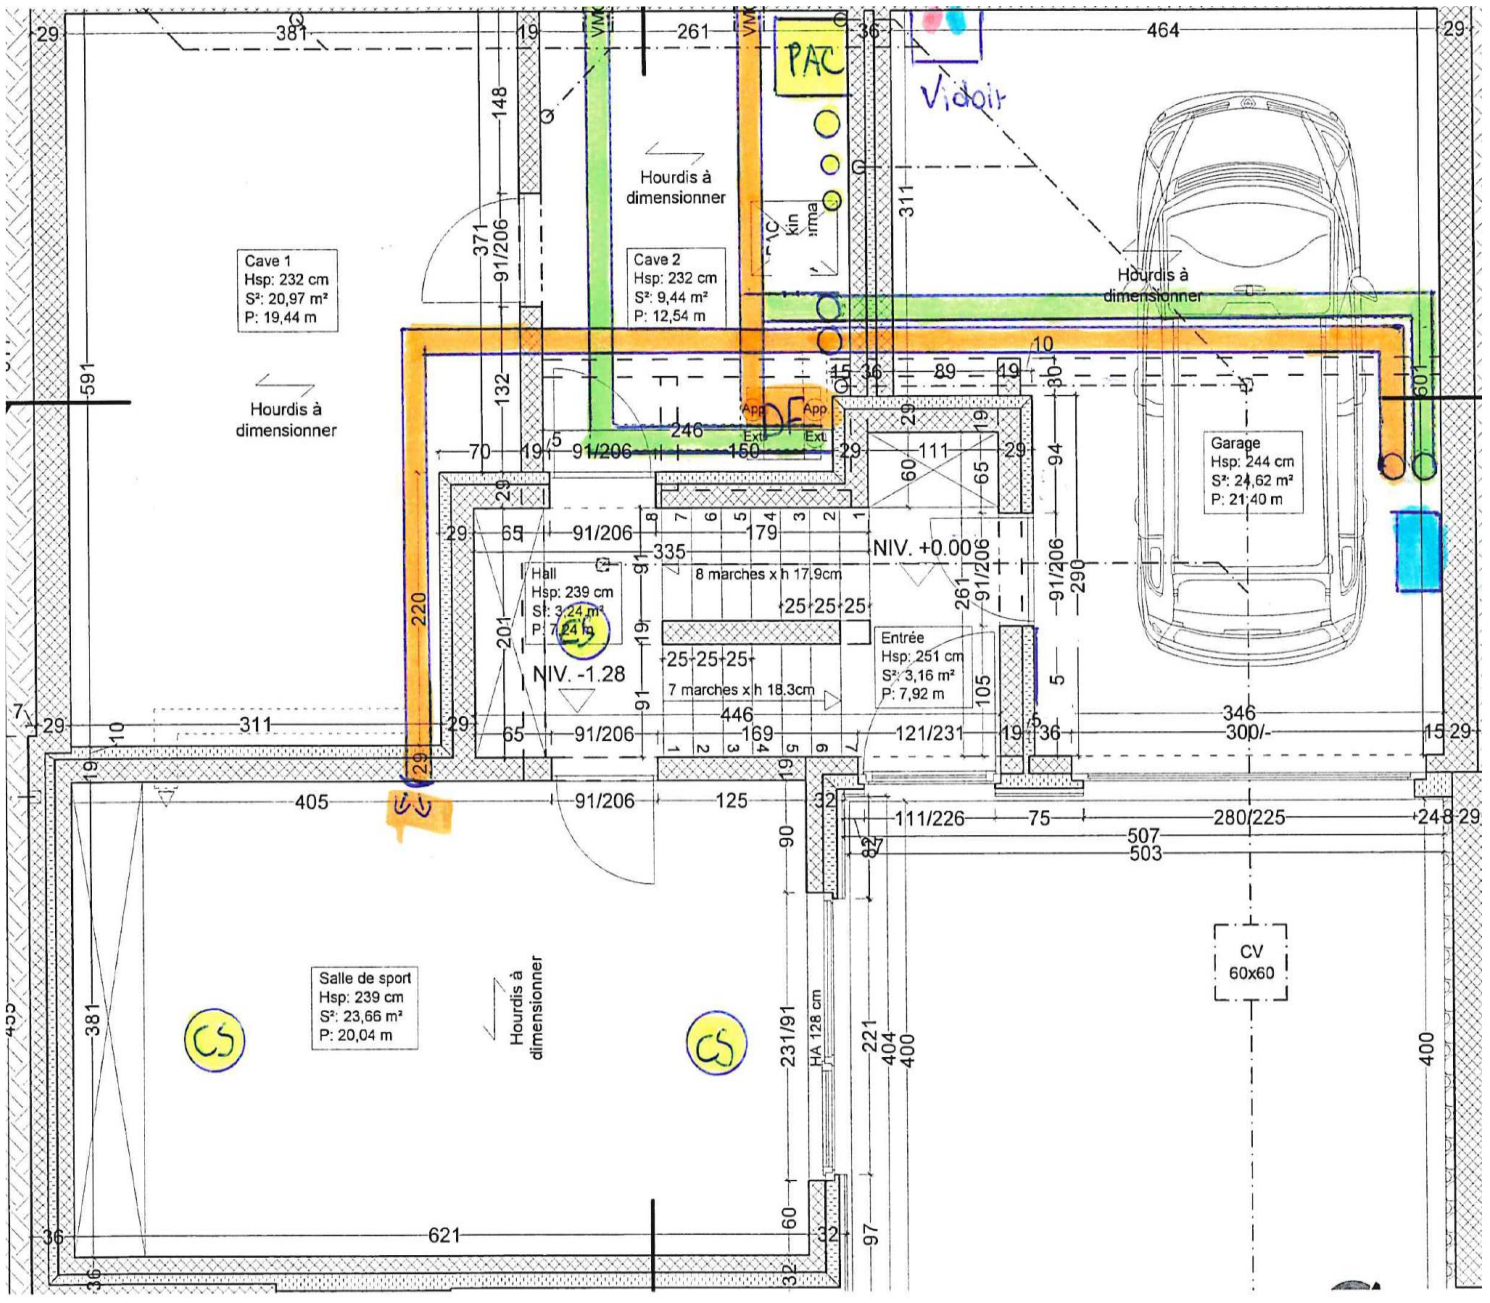 29
381
19
VMC
261
VMC
PAC
36
Vidoir
464
29
148
Hourdis à
dimensionner
311
371
91/206
kin
Cave 1
Hsp: 232 cm
S²: 20,97 m²
P: 19,44 m
Cave 2
Hsp: 232 cm
S²: 9,44 m²
P: 12,54 m
Hourdis à
dimensionner
591
132
Hourdis à
dimensionner
10
15 36 89 19
30
601
App App
DF
Ext. Ext.
29
19
246
5
70 19 91/206 150 29 111 29
60
65
94
Garage
Hsp: 244 cm
S²: 24,62 m²
P: 21,40 m
29
8 7 6 5 4 3 2 1
29 65 91/206 179
335
NIV. +0.00
91
261
91/206
91/206
290
8 marches x h 17.9cm
25 25 25
Hall
Hsp: 239 cm
S²: 3,24 m²
P: 7,24 m
CS
220
201
19
Entrée
Hsp: 251 cm
S²: 3,16 m²
P: 7,92 m
25 25 25
NIV. -1.28
7 marches x h 18.3cm
91
105
5
7
29
10
311
29
446
5
346
65 91/206 169 121/231 19 36 300/- 15 29
1 2 3 4 5 6 7
19
29
19
405
91/206
125
32
111/226 75 280/225 24 8 29
507
503
90
82
CV
60x60
Salle de sport
Hsp: 239 cm
S²: 23,66 m²
P: 20,04 m
Hourdis à
dimensionner
455
381
CS
CS
231/91
HA 128 cm
221
404
400
400
60
97
36
621
32
36
32